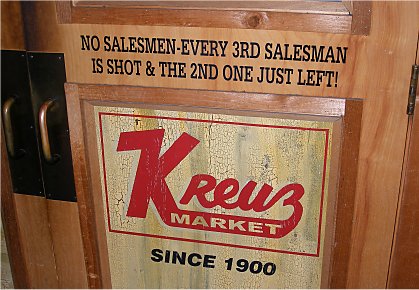 NO SALESMEN-EVERY 3RD SALESMAN
IS SHOT & THE 2ND ONE JUST LEFT!
Kreuz
MARKET
SINCE 1900